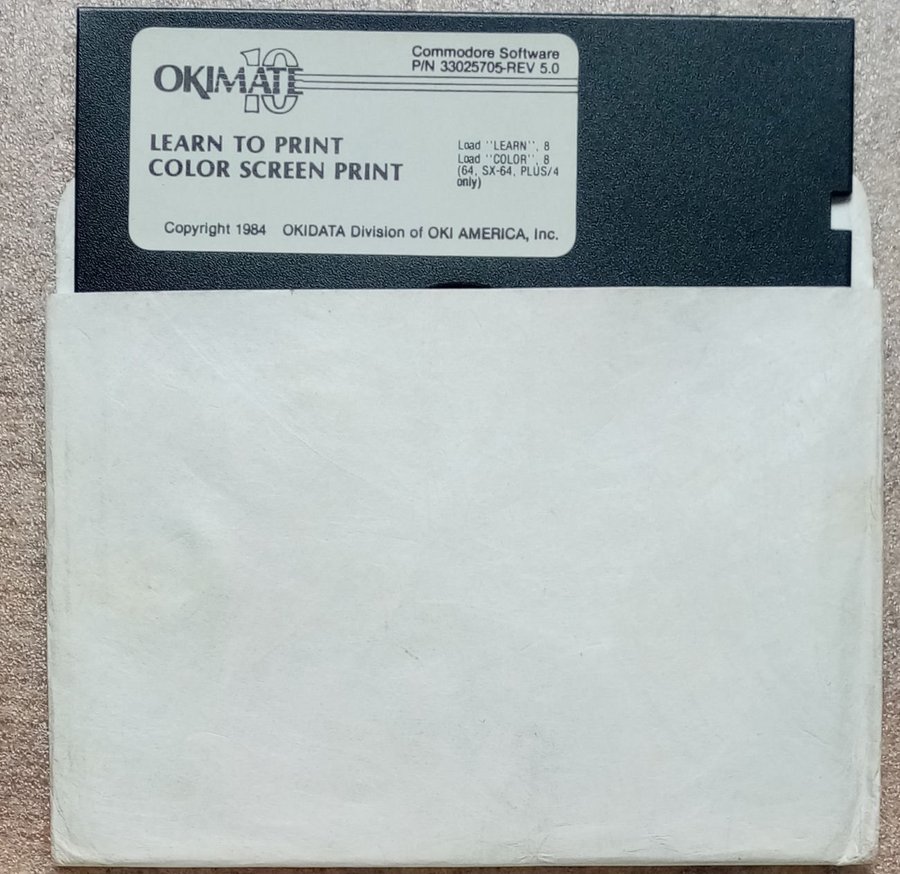 OKIMATE 10
Commodore Software
P/N 33025705-REV 5.0
LEARN TO PRINT
COLOR SCREEN PRINT
Load ''LEARN'', 8
Load ''COLOR'', 8
(64, SX-64, PLUS/4
only)
Copyright 1984 OKIDATA Division of OKI AMERICA, Inc.